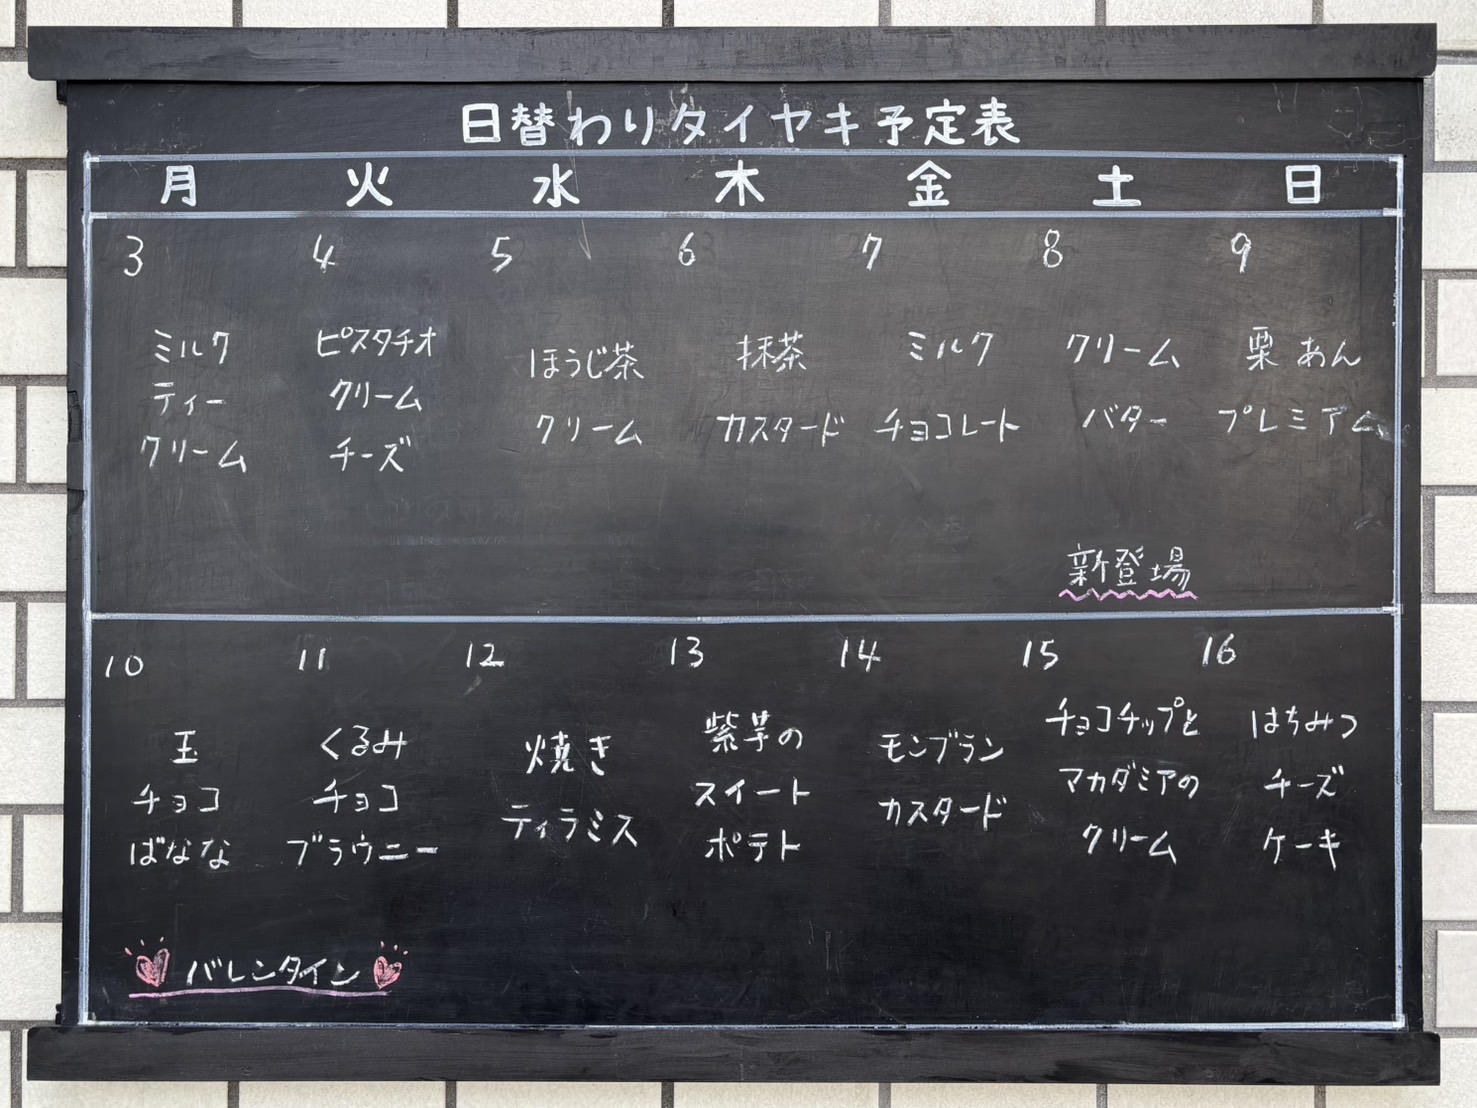 日替わりタイヤキ予定表
月 火 水 木 金 土 日
3
ミルク
ティー
クリーム
4
ピスタチオ
クリーム
チーズ
5
ほうじ茶
クリーム
6
抹茶
カスタード
7
ミルク
チョコレート
8
クリーム
バター
新登場
9
栗あん
プレミアム
10
玉
チョコ
ばなな
11
くるみ
チョコ
ブラウニー
バレンタイン
12
焼き
ティラミス
13
紫芋の
スイート
ポテト
14
モンブラン
カスタード
15
チョコチップと
マカダミアの
クリーム
16
はちみつ
チーズ
ケーキ